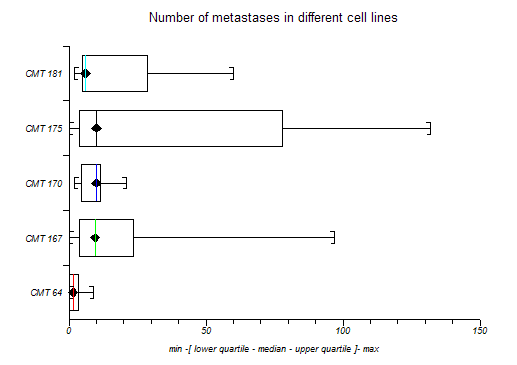 Number of metastases in different cell lines
CMT 181
CMT 175
CMT 170
CMT 167
CMT 64
0 50 100 150
min -[ lower quartile - median - upper quartile ]- max